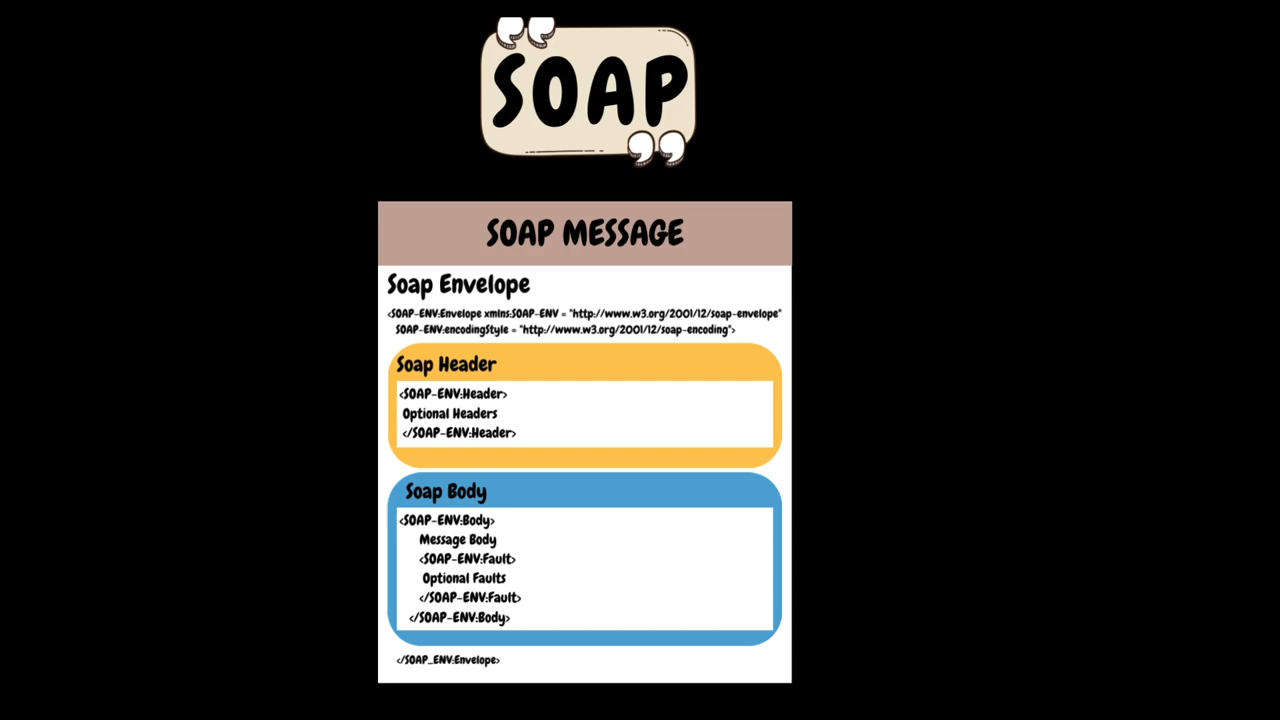 SOAP
SOAP MESSAGE
Soap Envelope
<SOAP-ENV:Envelope xmlns:SOAP-ENV = "http://www.w3.org/2001/12/soap-envelope"
SOAP-ENV:encodingStyle = "http://www.w3.org/2001/12/soap-encoding">
Soap Header
<SOAP-ENV:Header>
Optional Headers
</SOAP-ENV:Header>
Soap Body
<SOAP-ENV:Body>
Message Body
<SOAP-ENV:Fault>
Optional Faults
</SOAP-ENV:Fault>
</SOAP-ENV:Body>
</SOAP_ENV:Envelope>